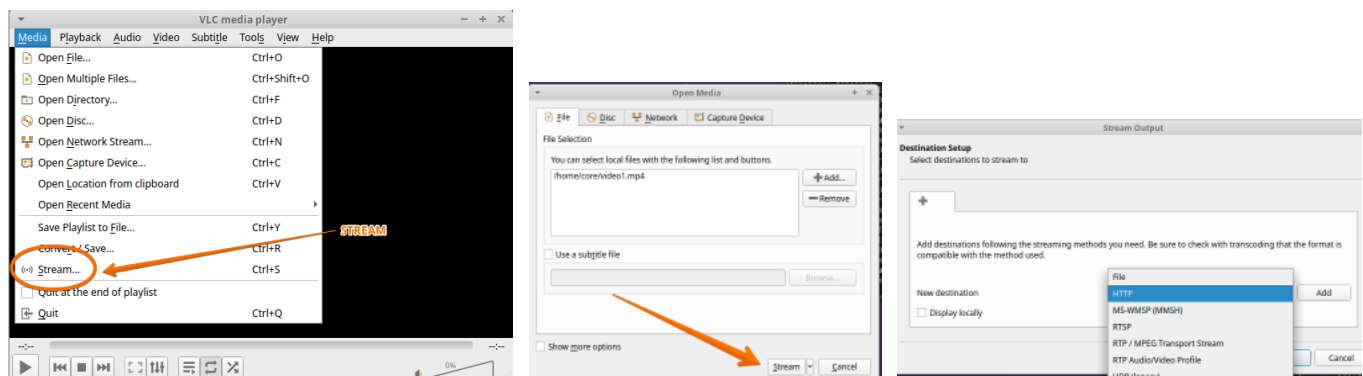 VLC media player
Media Playback Audio Video Subtitle Tools View Help
Open File... Ctrl+O
Open Multiple Files... Ctrl+Shift+O
Open Directory... Ctrl+F
Open Disc... Ctrl+D
Open Network Stream... Ctrl+N
Open Capture Device... Ctrl+C
Open Location from clipboard Ctrl+V
Open Recent Media
Save Playlist to File... Ctrl+Y
Convert / Save... Ctrl+R
Stream... Ctrl+S
Quit at the end of playlist
Quit Ctrl+Q
STREAM
--:-- --:--
0%
Open Media
File Disc Network Capture Device
File Selection
You can select local files with the following list and buttons.
/home/core/video1.mp4
Add...
Remove
Use a subtitle file
Browse...
Show more options
Stream Cancel
Stream Output
Destination Setup
Select destinations to stream to
Add destinations following the streaming methods you need. Be sure to check with transcoding that the format is
compatible with the method used.
New destination
Display locally
File
HTTP
MS-WMSP (MMSH)
RTSP
RTP / MPEG Transport Stream
RTP Audio/Video Profile
UDP (legacy)
Add
Cancel